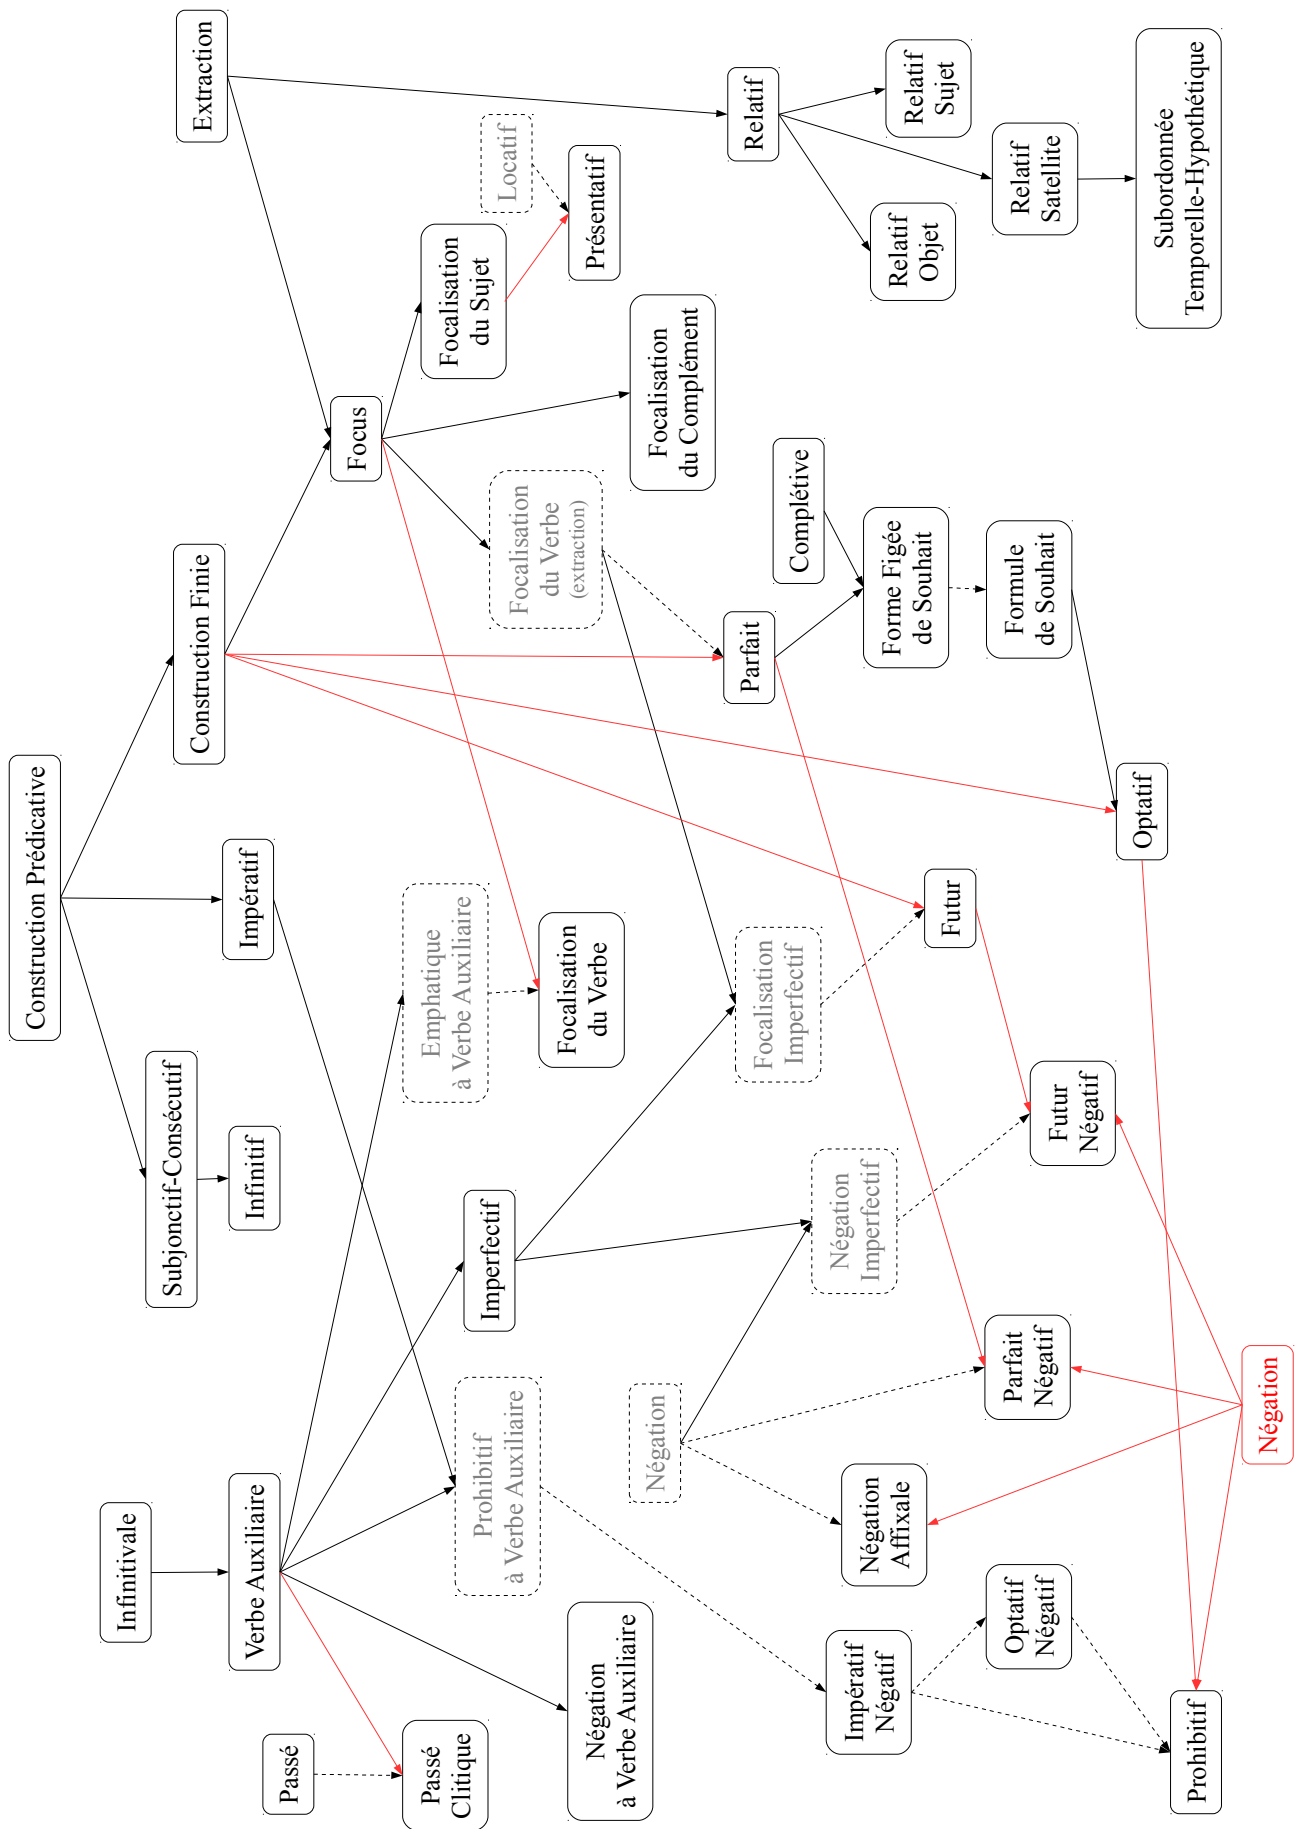 Construction Prédicative
Infinitivale
Subjonctif-Consécutif
Construction Finie
Extraction
Verbe Auxiliaire
Infinitif
Impératif
Passé
Focus
Passé
Clitique
Emphatique
à Verbe Auxiliaire
Focalisation
du Sujet
Locatif
Prohibitif
à Verbe Auxiliaire
Imperfectif
Focalisation
du Verbe
(extraction)
Négation
à Verbe Auxiliaire
Focalisation
du Verbe
Présentatif
Négation
Focalisation
du Complément
Parfait
Relatif
Focalisation
Imperfectif
Complétive
Négation
Imperfectif
Impératif
Négatif
Négation
Affixale
Forme Figée
de Souhait
Relatif
Objet
Relatif
Sujet
Futur
Optatif
Négatif
Parfait
Négatif
Formule
de Souhait
Relatif
Satellite
Futur
Négatif
Optatif
Subordonnée
Temporelle-Hypothétique
Prohibitif
Négation